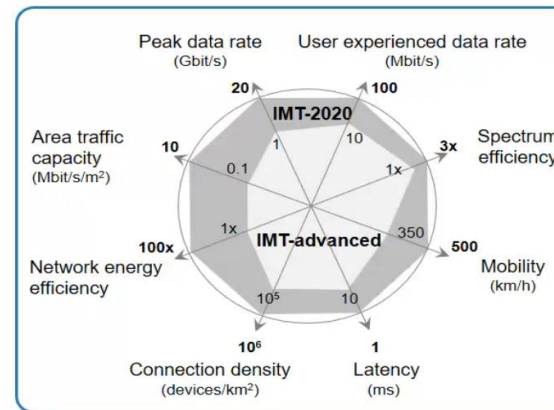 Peak data rate
(Gbit/s)
User experienced data rate
(Mbit/s)
20
100
IMT-2020
1
10
Area traffic
capacity
(Mbit/s/m²)
10
0.1
3x
1x
Spectrum
efficiency
1x
IMT-advanced
350
100x
500
Network energy
efficiency
Mobility
(km/h)
10⁵
10
10⁶
1
Connection density
(devices/km²)
Latency
(ms)